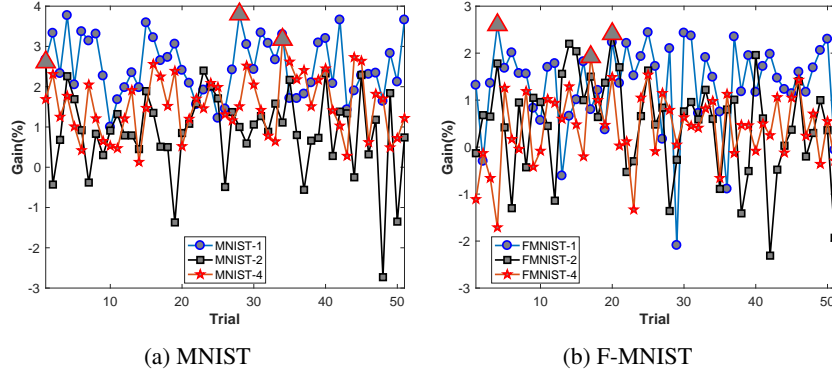 4
3
2
1
0
-1
-2
-3
Gain(%)
MNIST-1
MNIST-2
MNIST-4
10 20 30 40 50
Trial
(a) MNIST
3
2
1
0
-1
-2
-3
Gain(%)
FMNIST-1
FMNIST-2
FMNIST-4
10 20 30 40 50
Trial
(b) F-MNIST